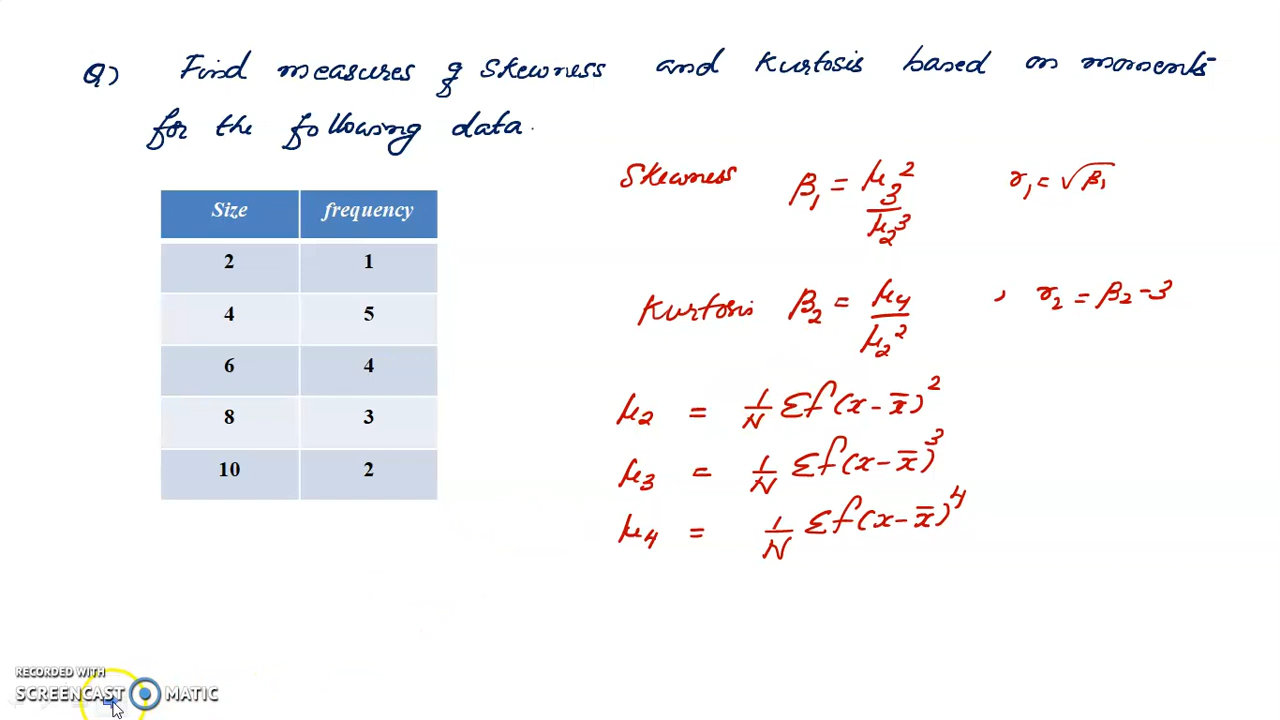 Q) Find measures of Skewness and Kurtosis based on moments
for the following data.
Size frequency
2 1
4 5
6 4
8 3
10 2
Skewness β₁ = μ₃²/μ₂³ r₁ = √β₁
Kurtosis β₂ = μ₄/μ₂² , r₂ = β₂-3
μ₂ = 1/N Σf(x-x̄)²
μ₃ = 1/N Σf(x-x̄)³
μ₄ = 1/N Σf(x-x̄)⁴
RECORDED WITH
SCREENCAST MATIC